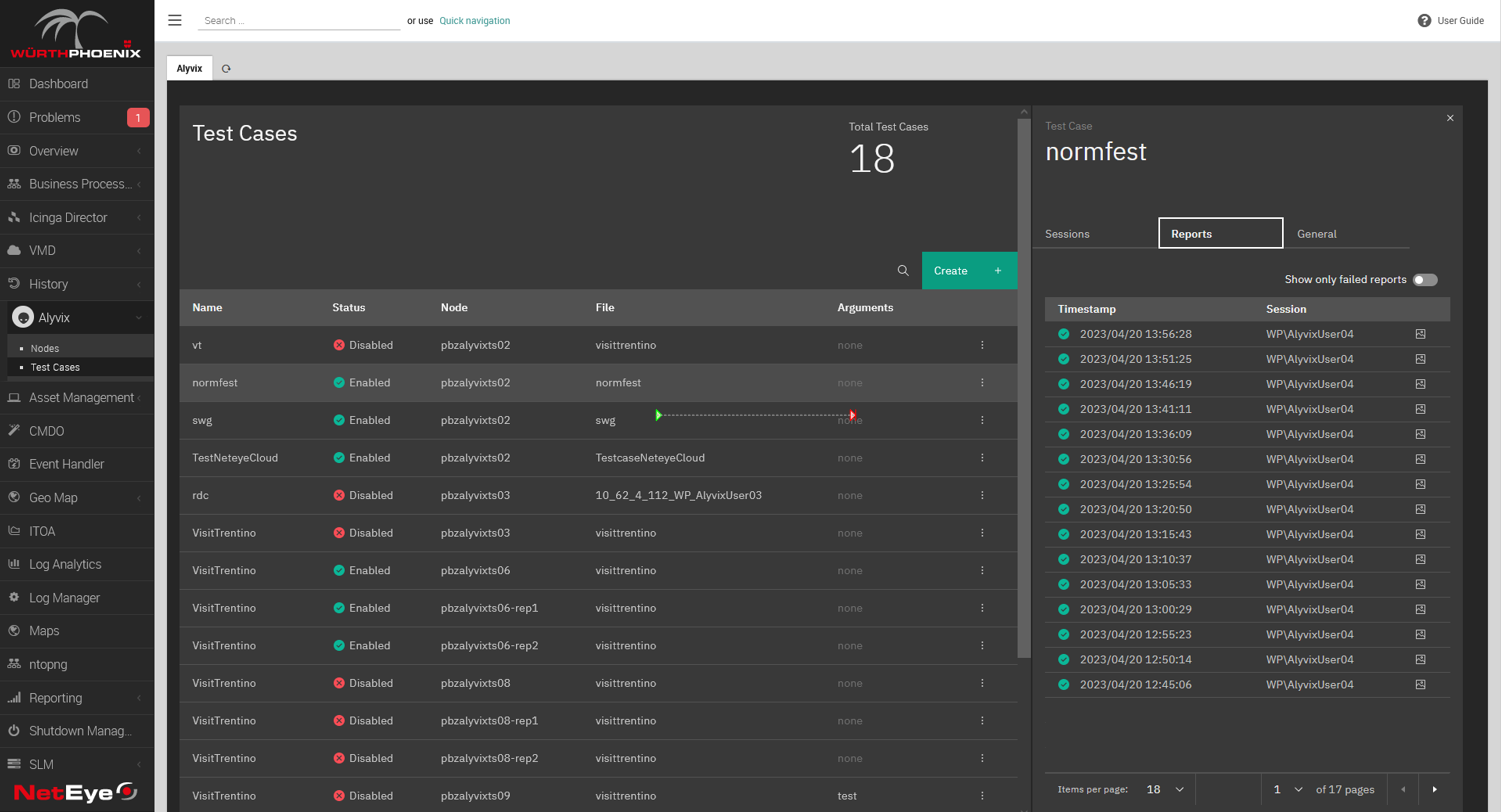 Search ...
or use Quick navigation
User Guide
WÜRTHPHOENIX
Dashboard
Problems 1
Overview
Business Process...
Icinga Director
VMD
History
Alyvix
Nodes
Test Cases
Asset Management
CMDO
Event Handler
Geo Map
ITOA
Log Analytics
Log Manager
Maps
ntopng
Reporting
Shutdown Manag...
SLM
NetEye
Alyvix
Test Cases
Total Test Cases
18
Create +
Name Status Node File Arguments
vt Disabled pbzalyvixts02 visittrentino none
normfest Enabled pbzalyvixts02 normfest none
swg Enabled pbzalyvixts02 swg none
TestNeteyeCloud Enabled pbzalyvixts02 TestcaseNeteyeCloud none
rdc Disabled pbzalyvixts03 10_62_4_112_WP_AlyvixUser03 none
VisitTrentino Disabled pbzalyvixts03 visittrentino none
VisitTrentino Enabled pbzalyvixts06 visittrentino none
VisitTrentino Enabled pbzalyvixts06-rep1 visittrentino none
VisitTrentino Enabled pbzalyvixts06-rep2 visittrentino none
VisitTrentino Disabled pbzalyvixts08 visittrentino none
VisitTrentino Disabled pbzalyvixts08-rep1 visittrentino none
VisitTrentino Disabled pbzalyvixts08-rep2 visittrentino none
VisitTrentino Disabled pbzalyvixts09 visittrentino test
Test Case
normfest
Sessions Reports General
Show only failed reports
Timestamp Session
2023/04/20 13:56:28 WP\AlyvixUser04
2023/04/20 13:51:25 WP\AlyvixUser04
2023/04/20 13:46:19 WP\AlyvixUser04
2023/04/20 13:41:11 WP\AlyvixUser04
2023/04/20 13:36:09 WP\AlyvixUser04
2023/04/20 13:30:56 WP\AlyvixUser04
2023/04/20 13:25:54 WP\AlyvixUser04
2023/04/20 13:20:50 WP\AlyvixUser04
2023/04/20 13:15:43 WP\AlyvixUser04
2023/04/20 13:10:37 WP\AlyvixUser04
2023/04/20 13:05:33 WP\AlyvixUser04
2023/04/20 13:00:29 WP\AlyvixUser04
2023/04/20 12:55:23 WP\AlyvixUser04
2023/04/20 12:50:14 WP\AlyvixUser04
2023/04/20 12:45:06 WP\AlyvixUser04
Items per page: 18 1 of 17 pages